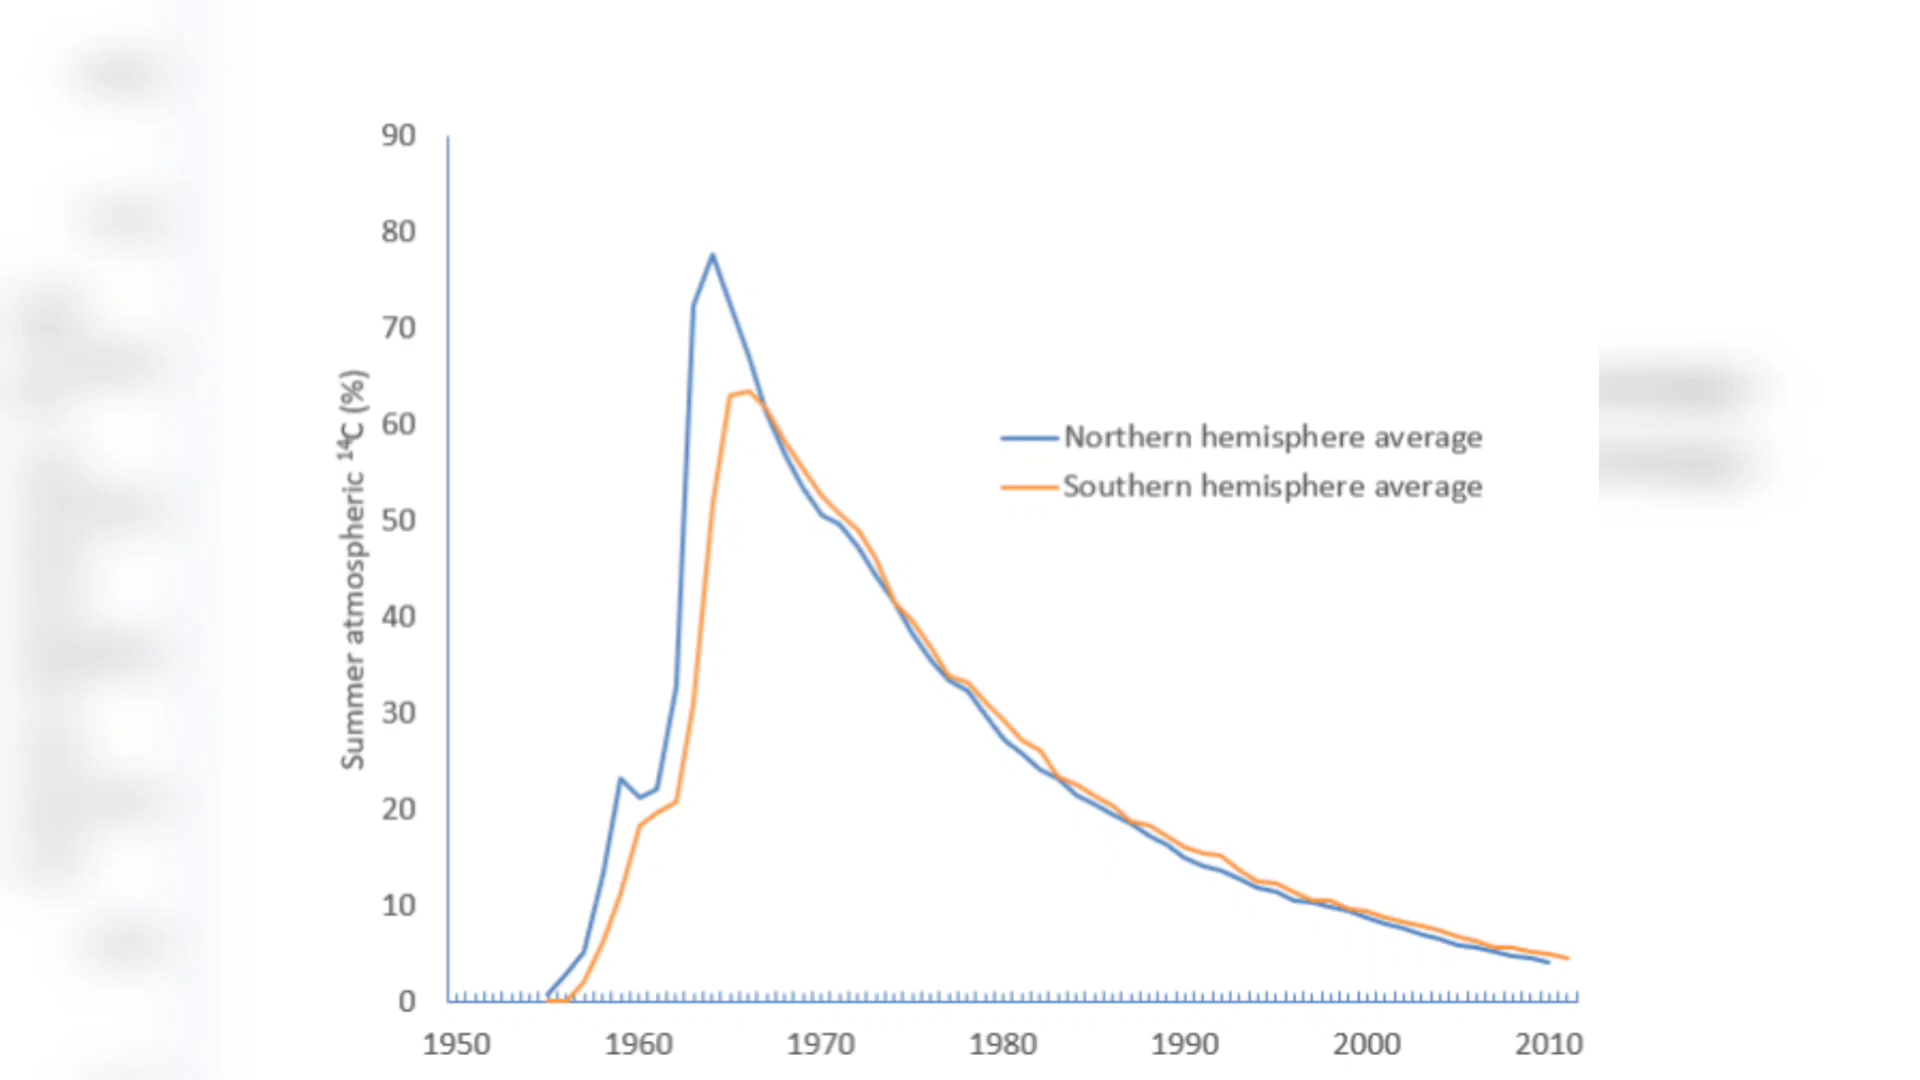 90
80
70
60
50
40
30
20
10
0
Summer atmospheric ¹⁴C (%)
Northern hemisphere average
Southern hemisphere average
1950 1960 1970 1980 1990 2000 2010